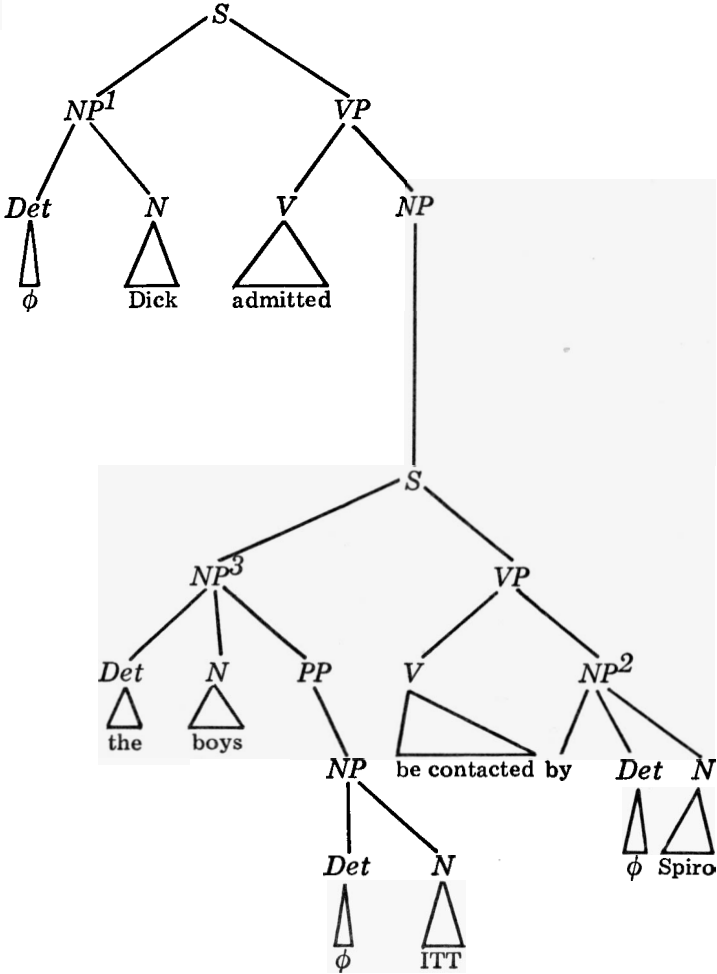 S
NP¹ VP
Det N V NP
ϕ Dick admitted
S
NP³ VP
Det N PP V NP²
the boys
NP be contacted by Det N
ϕ Spiro
Det N
ϕ ITT